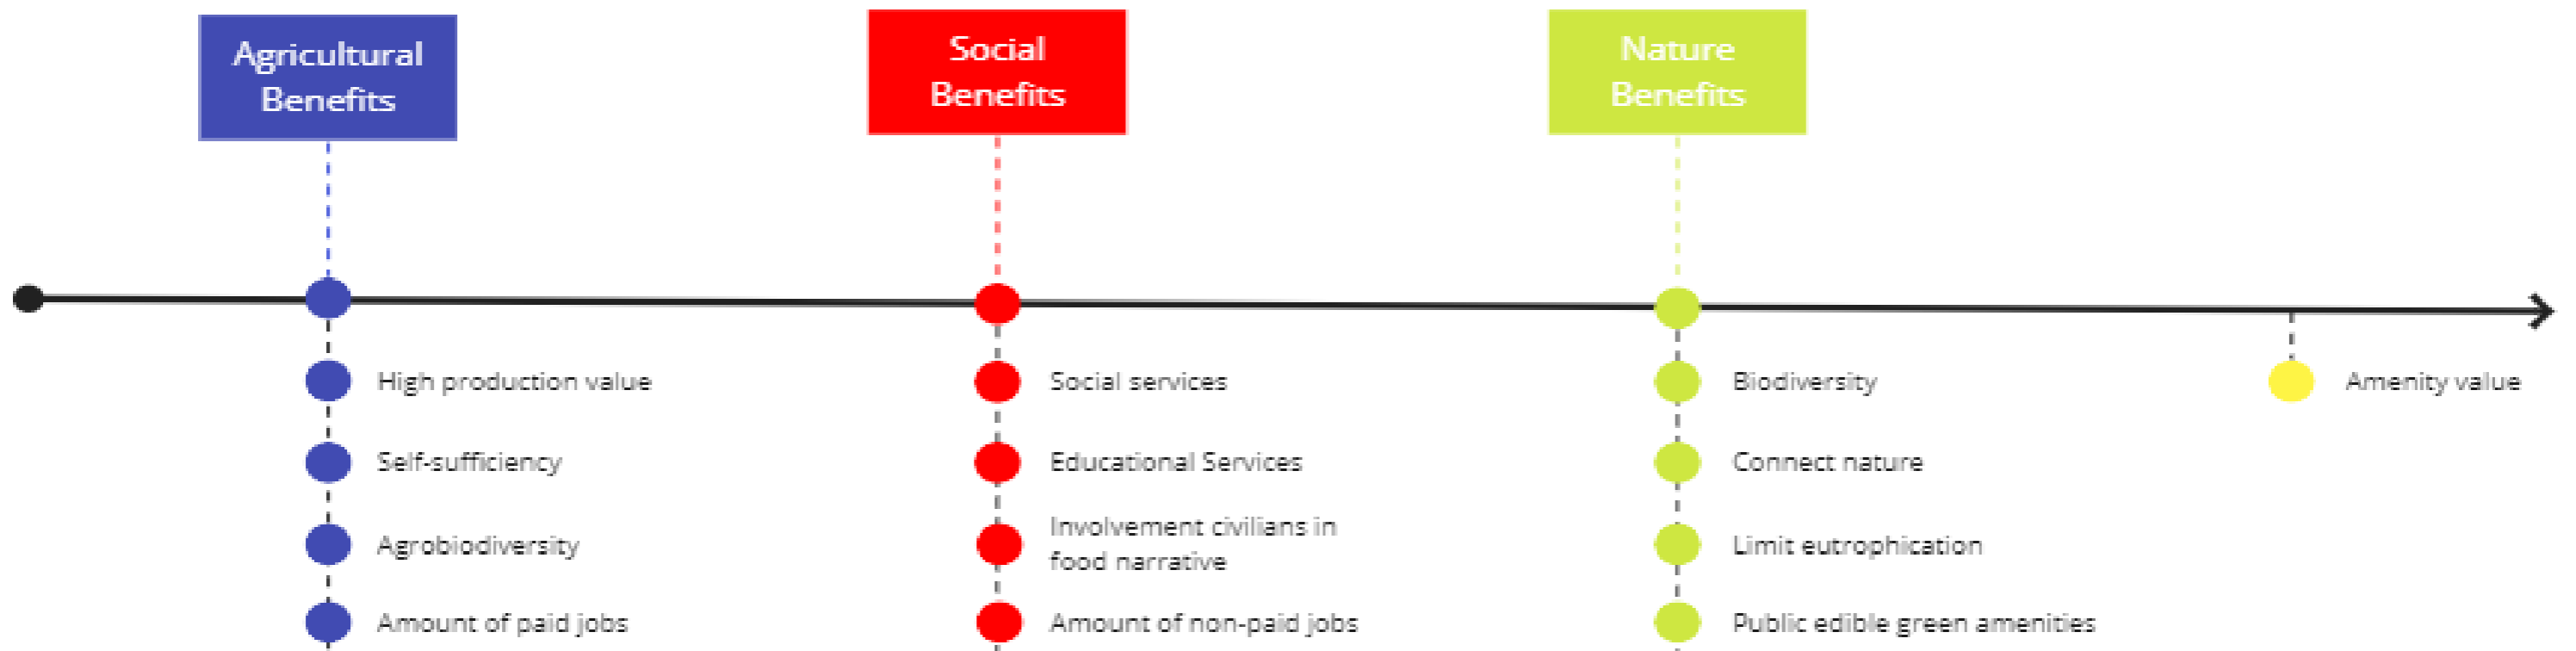 Agricultural
Benefits
Social
Benefits
Nature
Benefits
High production value
Self-sufficiency
Agrobiodiversity
Amount of paid jobs
Social services
Educational Services
Involvement civilians in
food narrative
Amount of non-paid jobs
Biodiversity
Connect nature
Limit eutrophication
Public edible green amenities
Amenity value